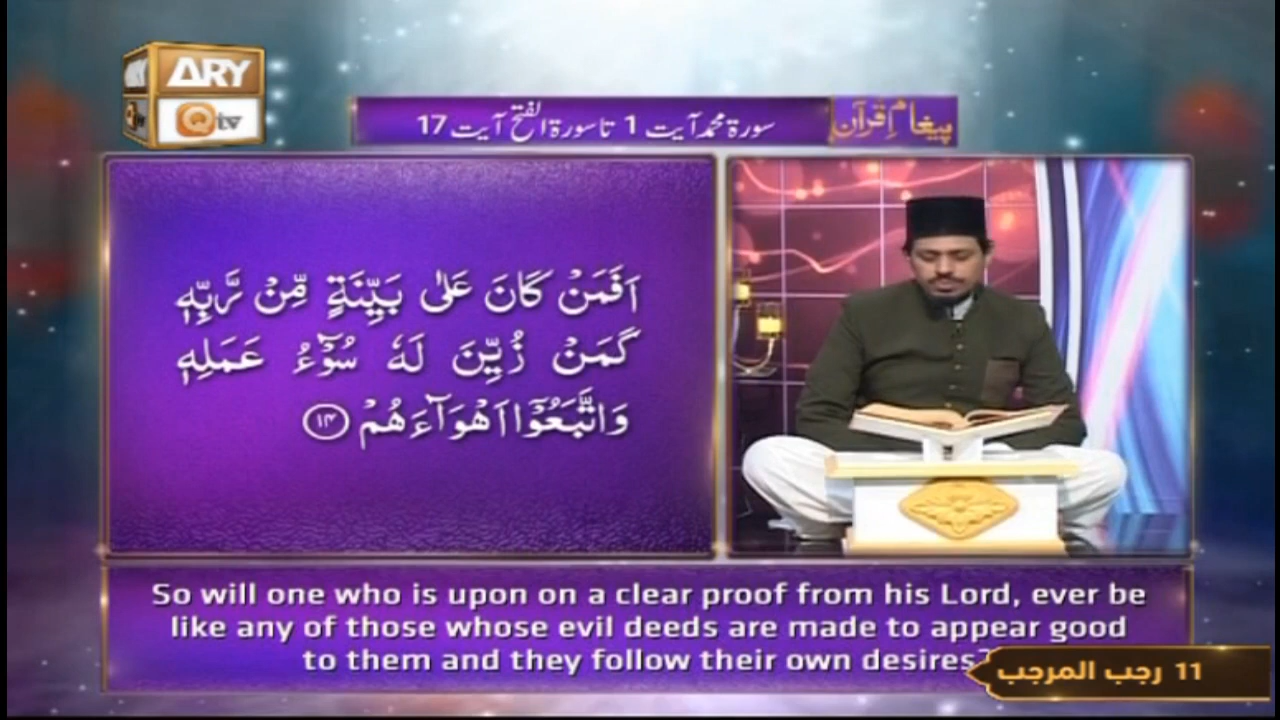 ARY
Qtv
سورۃ محمد آیت 1 تا سورۃ الفتح آیت 17
پیغام قرآن
اَفَمَنْ كَانَ عَلٰى بَيِّنَةٍ مِّنْ رَّبِّهٖ
كَمَنْ زُيِّنَ لَهٗ سُوْٓءُ عَمَلِهٖ
وَاتَّبَعُوْٓا اَهْوَآءَهُمْ ۝۱۴
So will one who is upon on a clear proof from his Lord, ever be
like any of those whose evil deeds are made to appear good
to them and they follow their own desires?
11 رجب المرجب